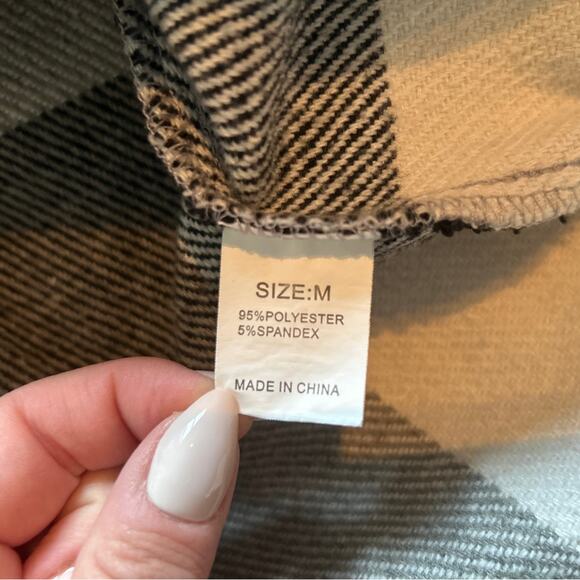 SIZE:M
95%POLYESTER
5%SPANDEX
MADE IN CHINA